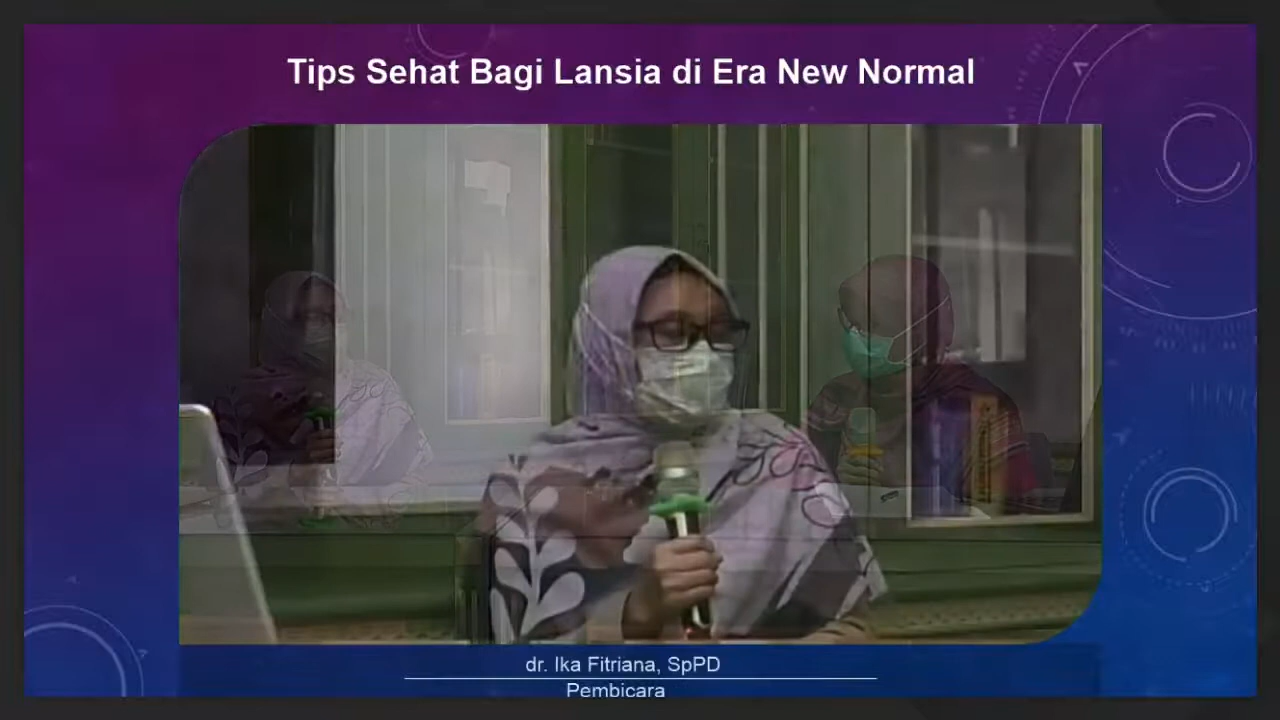 Tips Sehat Bagi Lansia di Era New Normal
dr. Ika Fitriana, SpPD
Pembicara